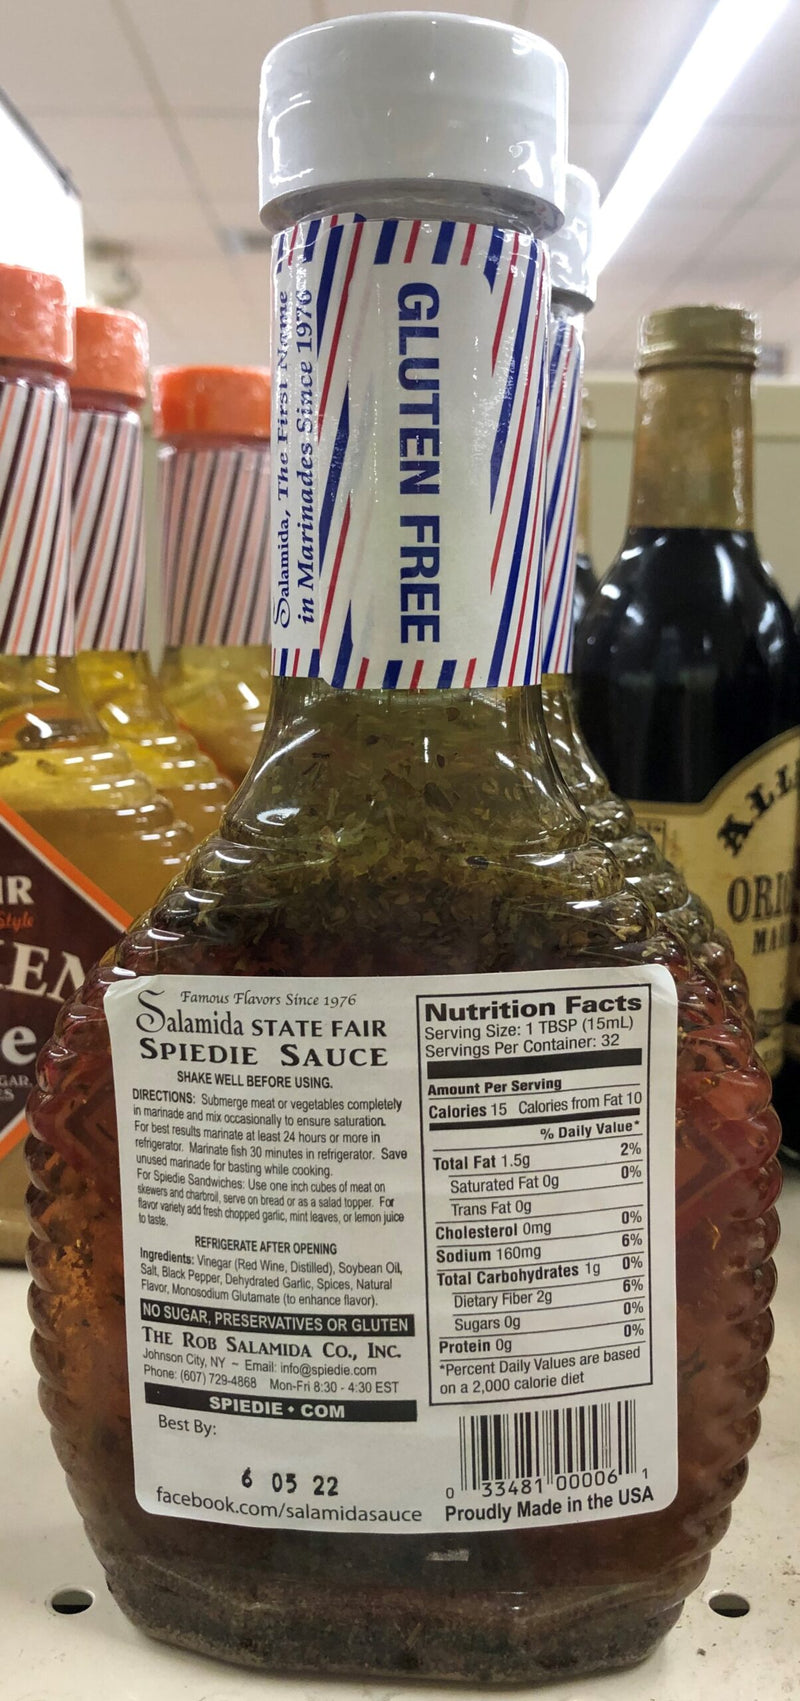 Salamida, The First Name
in Marinades Since 1976
GLUTEN FREE
Famous Flavors Since 1976
Salamida STATE FAIR
SPIEDIE SAUCE
SHAKE WELL BEFORE USING.
DIRECTIONS: Submerge meat or vegetables completely
in marinade and mix occasionally to ensure saturation.
For best results marinate at least 24 hours or more in
refrigerator. Marinate fish 30 minutes in refrigerator. Save
unused marinade for basting while cooking.
For Spiedie Sandwiches: Use one inch cubes of meat on
skewers and charbroil, serve on bread or as a salad topper. For
flavor variety add fresh chopped garlic, mint leaves, or lemon juice
to taste.
REFRIGERATE AFTER OPENING
Ingredients: Vinegar (Red Wine, Distilled), Soybean Oil,
Salt, Black Pepper, Dehydrated Garlic, Spices, Natural
Flavor, Monosodium Glutamate (to enhance flavor).
NO SUGAR, PRESERVATIVES OR GLUTEN
THE ROB SALAMIDA CO., INC.
Johnson City, NY ~ Email: info@spiedie.com
Phone: (607) 729-4868 Mon-Fri 8:30 - 4:30 EST
SPIEDIE • COM
Best By:
6 05 22
facebook.com/salamidasauce
Nutrition Facts
Serving Size: 1 TBSP (15mL)
Servings Per Container: 32
Amount Per Serving
Calories 15 Calories from Fat 10
% Daily Value*
Total Fat 1.5g 2%
Saturated Fat 0g 0%
Trans Fat 0g
Cholesterol 0mg 0%
Sodium 160mg 6%
Total Carbohydrates 1g 0%
Dietary Fiber 2g 6%
Sugars 0g 0%
Protein 0g 0%
*Percent Daily Values are based
on a 2,000 calorie diet
0 33481 00006 1
Proudly Made in the USA
IR
Style
EN
e
GAR,
ES
ALL
ORI
MA